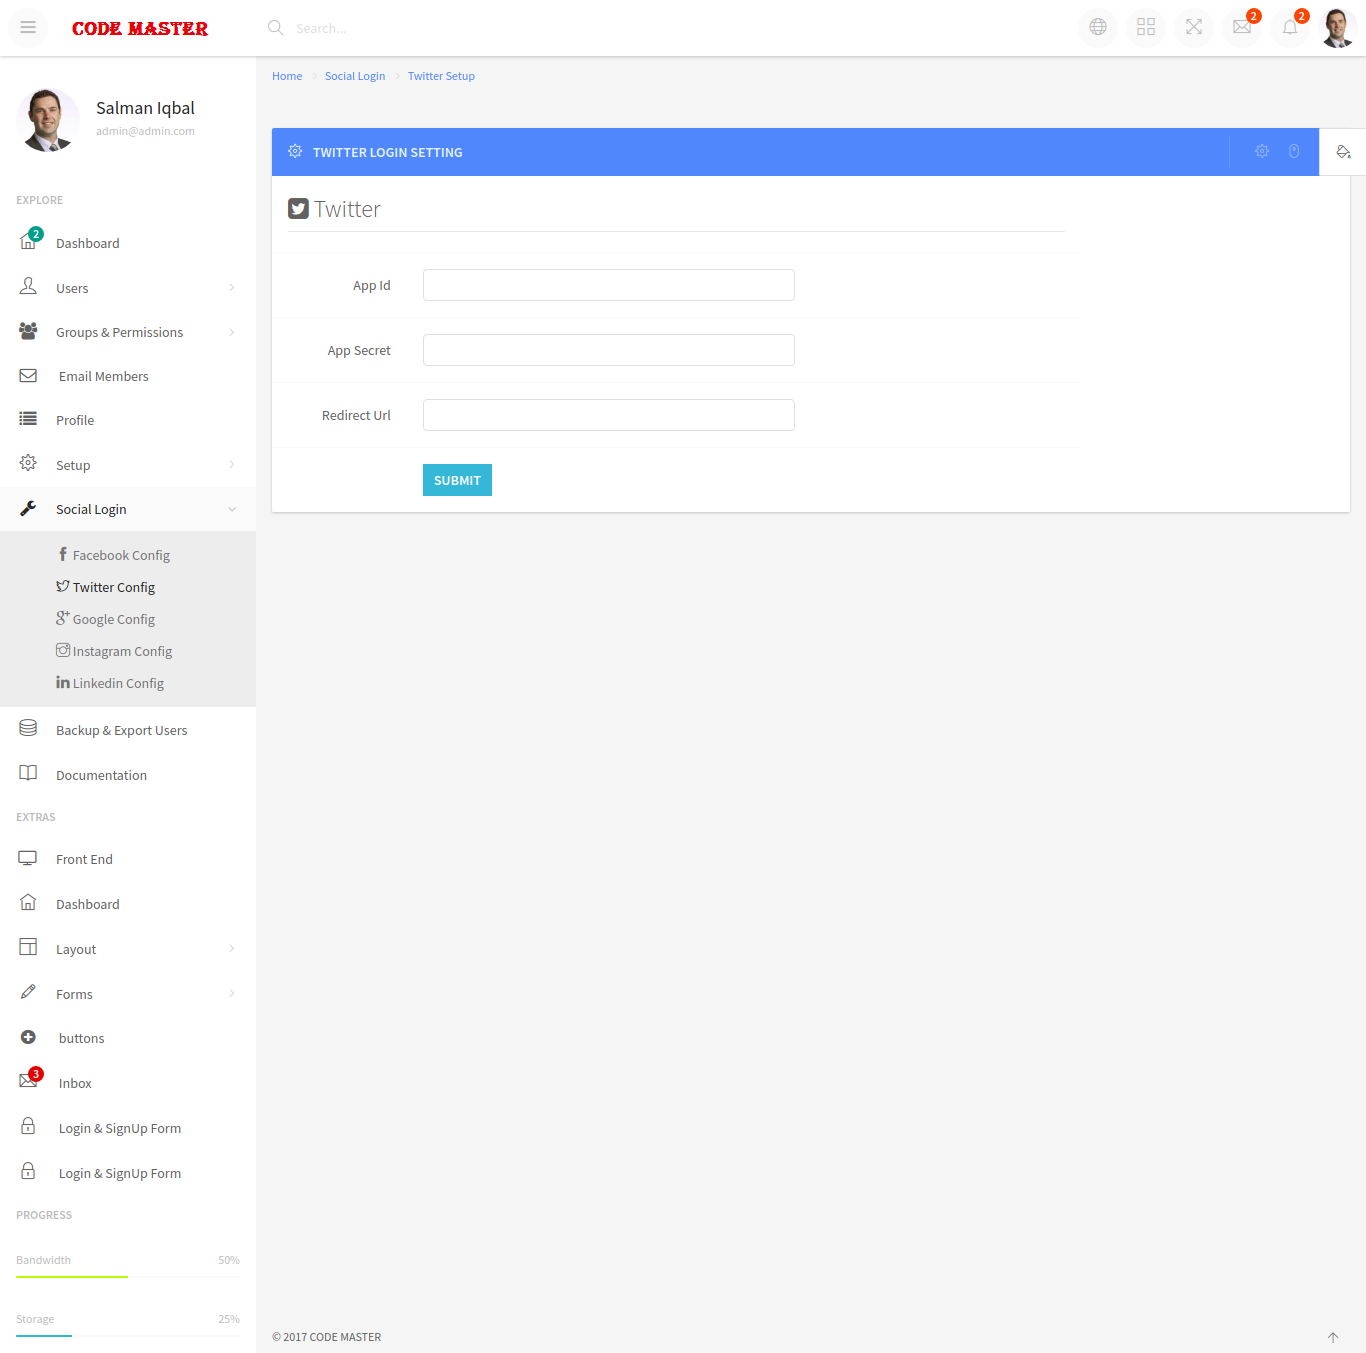 CODE MASTER
Search...
2
2
Salman Iqbal
admin@admin.com
EXPLORE
2
Dashboard
Users
Groups & Permissions
Email Members
Profile
Setup
Social Login
Facebook Config
Twitter Config
Google Config
Instagram Config
Linkedin Config
Backup & Export Users
Documentation
EXTRAS
Front End
Dashboard
Layout
Forms
buttons
3
Inbox
Login & SignUp Form
Login & SignUp Form
PROGRESS
Bandwidth 50%
Storage 25%
Home Social Login Twitter Setup
TWITTER LOGIN SETTING
Twitter
App Id
App Secret
Redirect Url
SUBMIT
© 2017 CODE MASTER